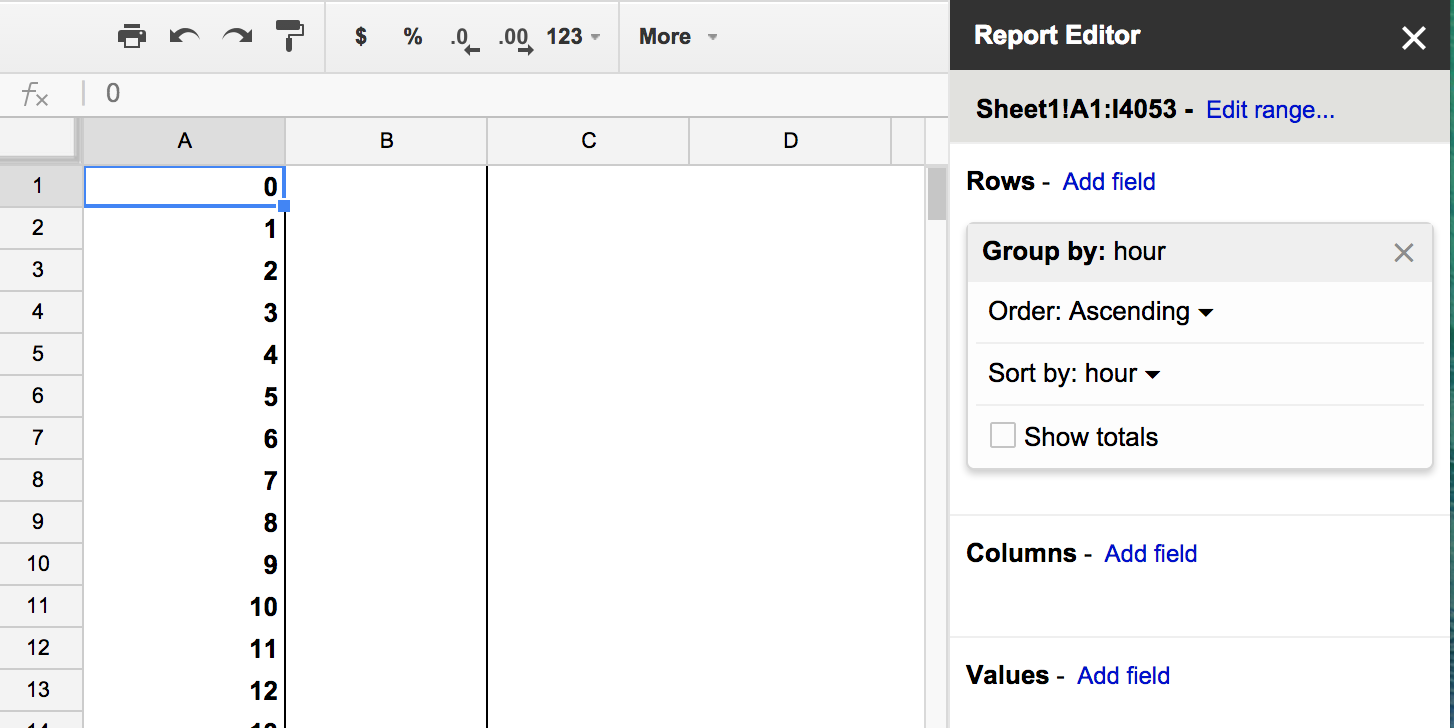 $ % .0 .00 123 More
Report Editor
fx 0
Sheet1!A1:I4053 - Edit range...
A B C D
Rows - Add field
1 0
2 1
3 2
4 3
5 4
6 5
7 6
8 7
9 8
10 9
11 10
12 11
13 12
Group by: hour
Order: Ascending
Sort by: hour
Show totals
Columns - Add field
Values - Add field